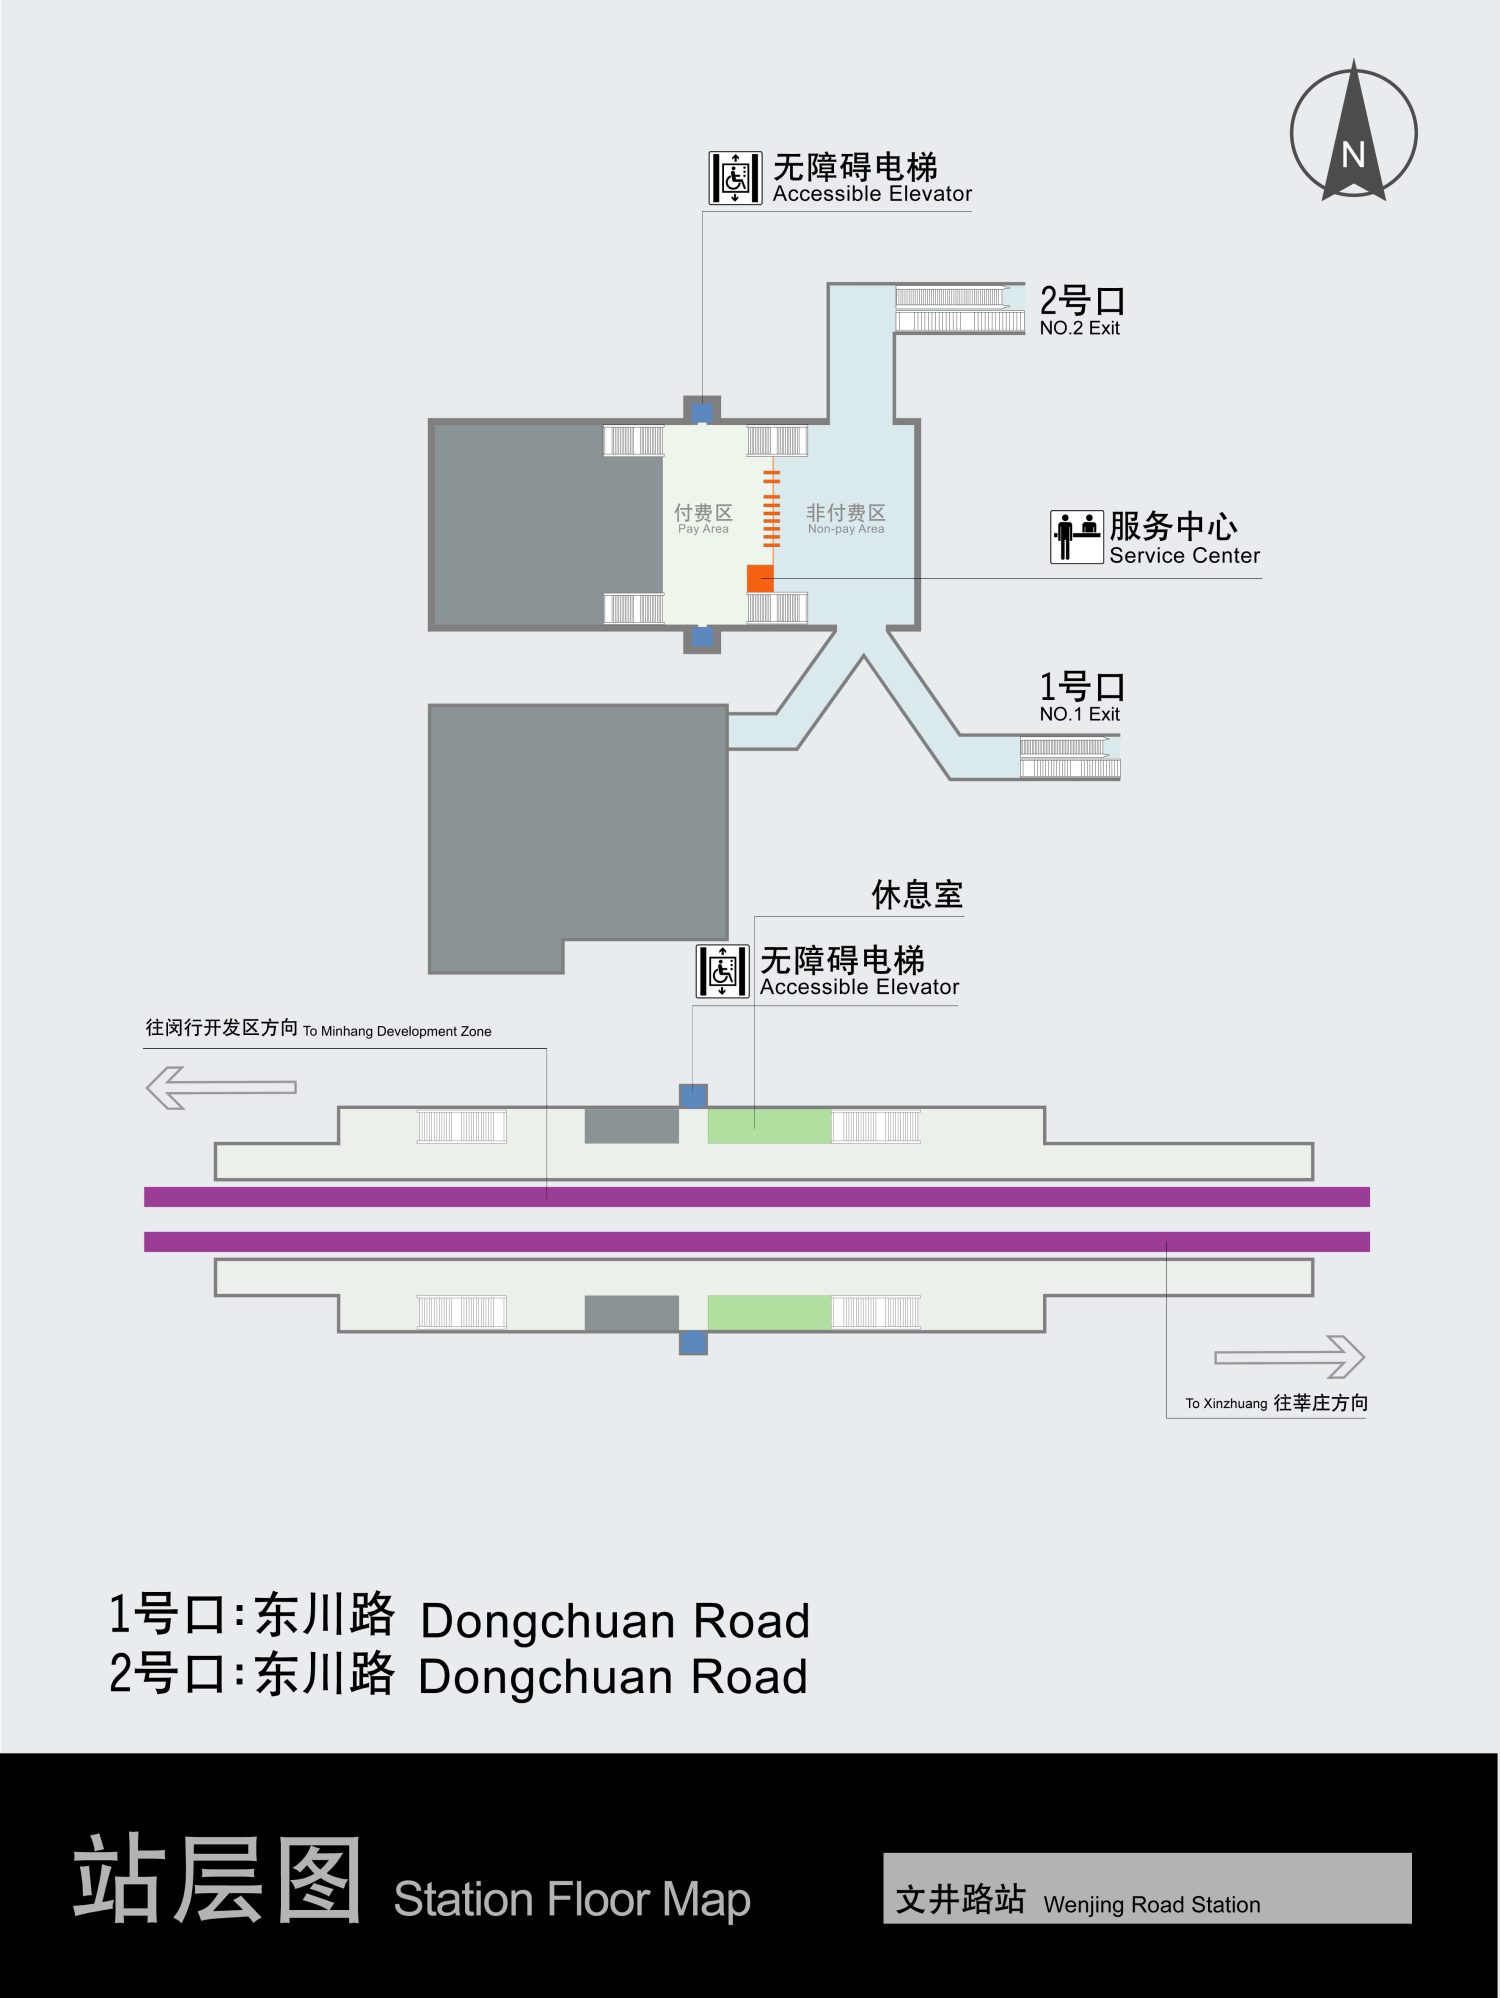 N
无障碍电梯
Accessible Elevator
2号口
NO.2 Exit
付费区
Pay Area
非付费区
Non-pay Area
服务中心
Service Center
1号口
NO.1 Exit
休息室
无障碍电梯
Accessible Elevator
往闵行开发区方向 To Minhang Development Zone
To Xinzhuang 往莘庄方向
1号口:东川路 Dongchuan Road
2号口:东川路 Dongchuan Road
站层图 Station Floor Map
文井路站 Wenjing Road Station